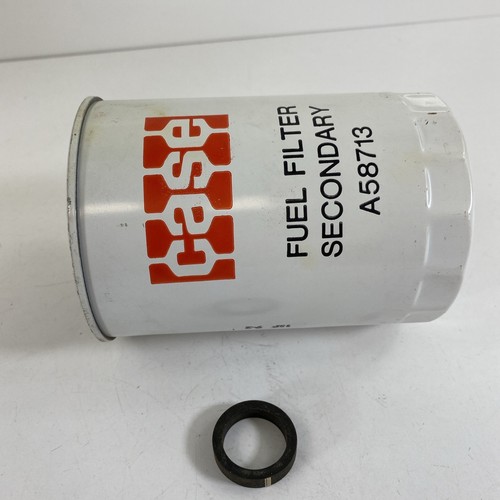 case
FUEL FILTER
SECONDARY
A58713